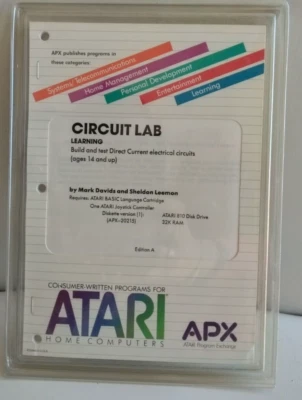 APX publishes programs in
these categories:
Systems/Telecommunications
Home Management
Personal Development
Entertainment
Learning
CIRCUIT LAB
LEARNING
Build and test Direct Current electrical circuits
(ages 14 and up)
by Mark Davids and Sheldon Leemon
Requires: ATARI BASIC Language Cartridge
One ATARI Joystick Controller
Diskette version (1): ATARI 810 Disk Drive
(APX-20218) 32K RAM
Edition A
CONSUMER-WRITTEN PROGRAMS FOR
ATARI
HOME COMPUTERS
APX
ATARI Program Exchange